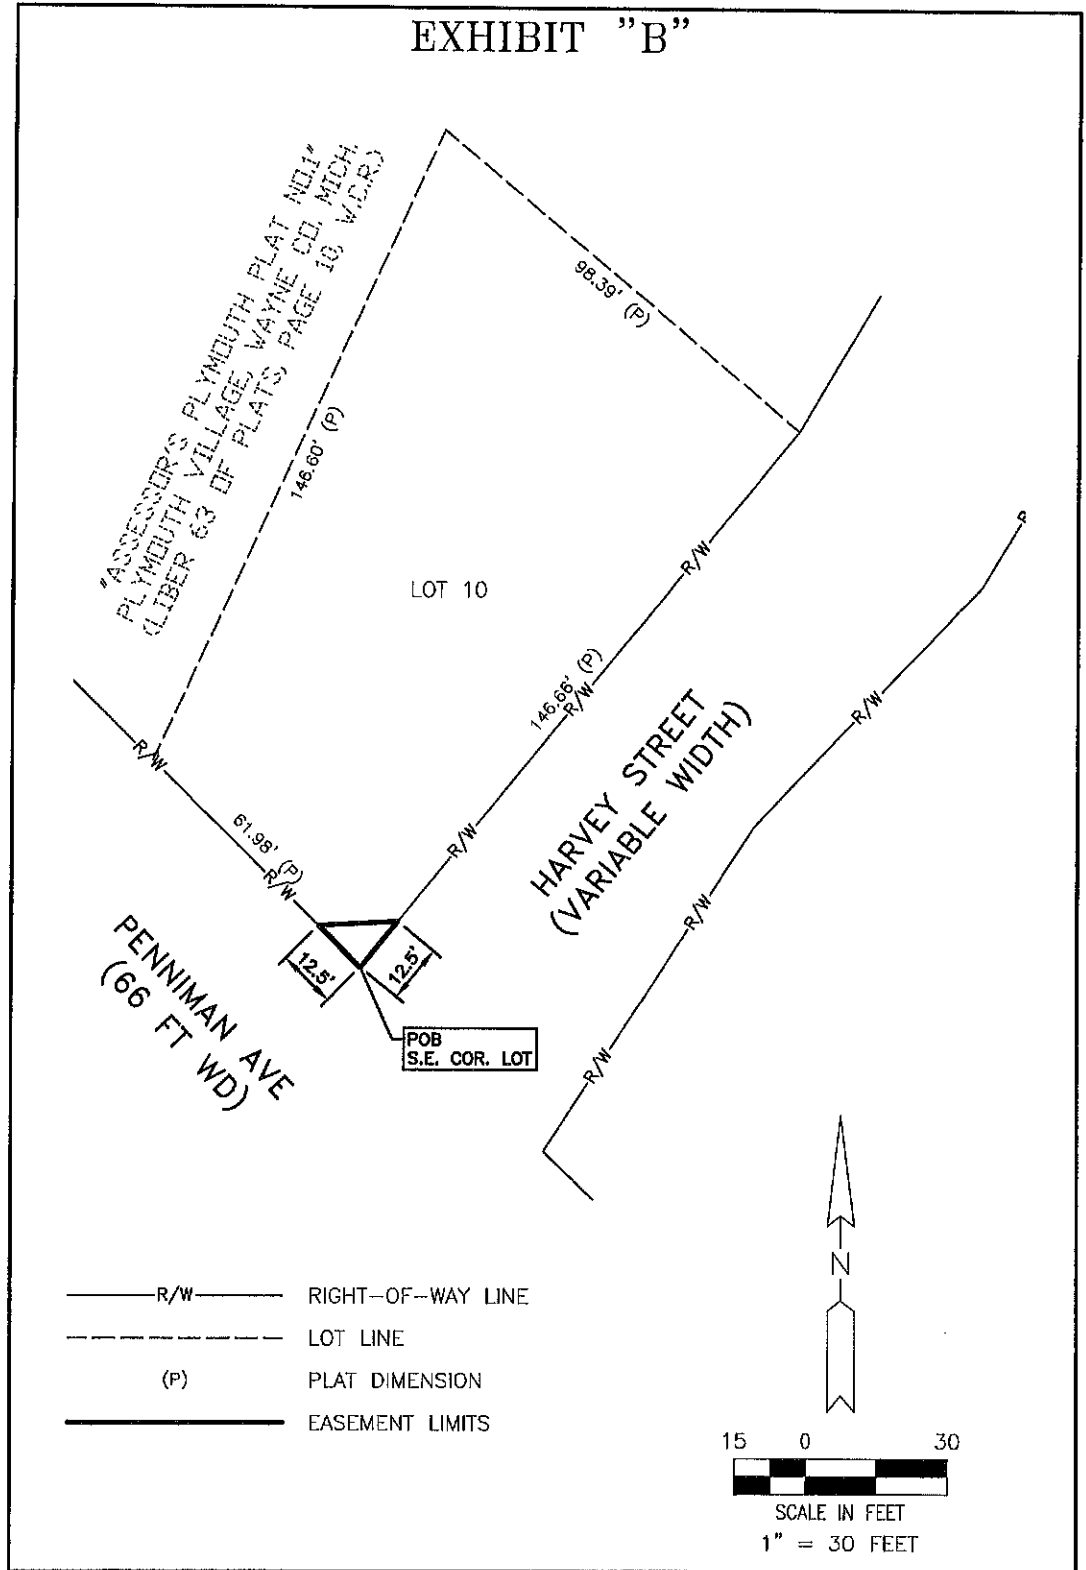 EXHIBIT "B"
"ASSESSOR'S PLYMOUTH PLAT NO.1"
PLYMOUTH VILLAGE, WAYNE CO. MICH.
(LIBER 63 OF PLATS, PAGE 10, W.C.R.)
98.39' (P)
146.60' (P)
R
R/W
LOT 10
146.66' (P)
R/W
R/W
R/W
HARVEY STREET
(VARIABLE WIDTH)
61.98' (P)
R/W
R/W
R/W
PENNIMAN AVE
(66 FT WD)
12.5'
12.5'
POB
S.E. COR. LOT
R/W
N
R/W RIGHT-OF-WAY LINE
LOT LINE
(P) PLAT DIMENSION
EASEMENT LIMITS
15 0 30
SCALE IN FEET
1" = 30 FEET